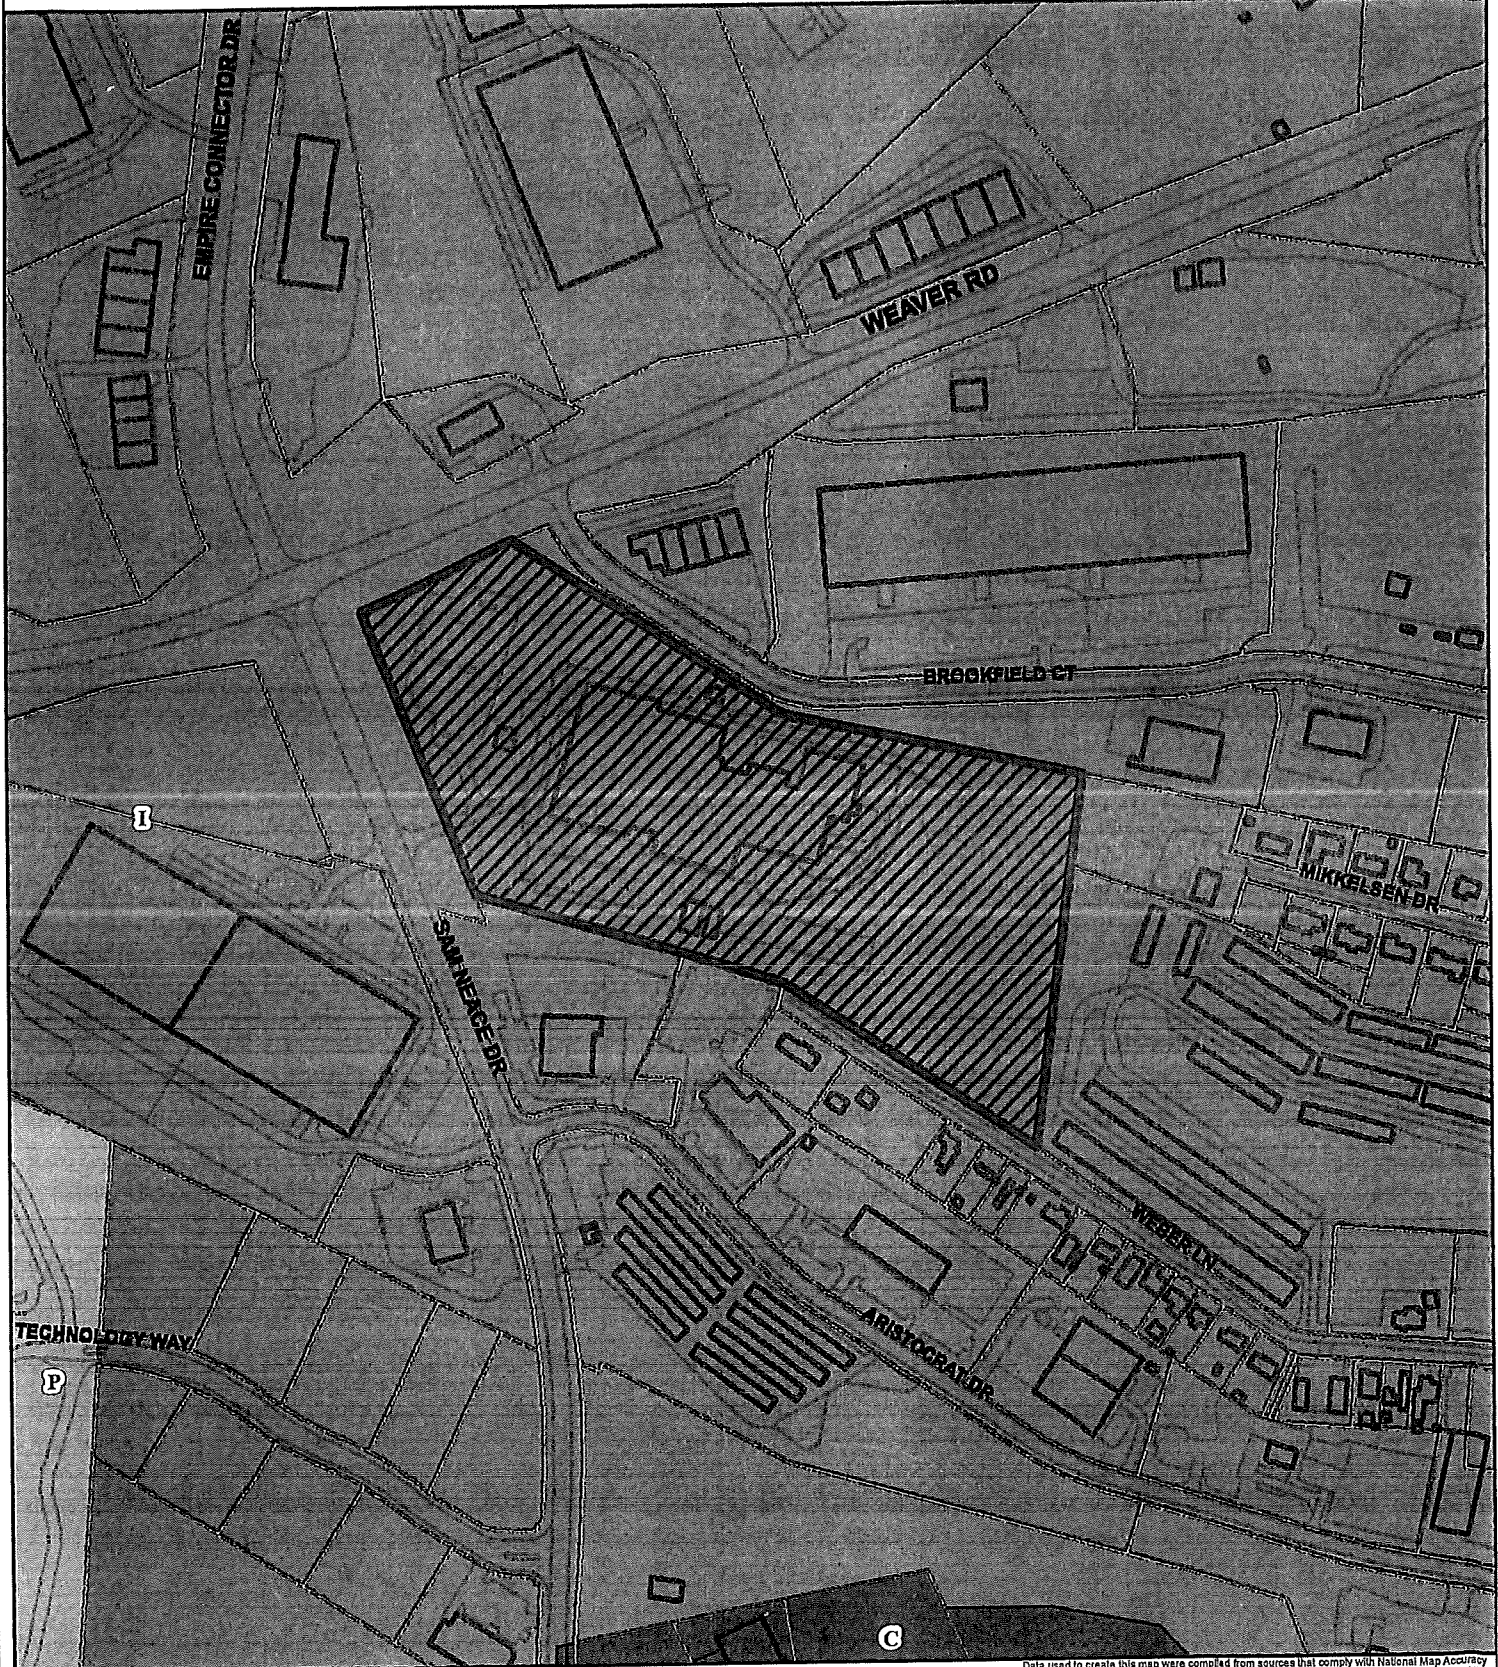 EMPIRE CONNECTOR DR
WEAVER RD
BROOKFIELD CT
I
MIKKELSEN DR
SAM NEACE DR
WEBER LN
TECHNOLOGY WAY
ARISTOCRAT DR
P
C
Data used to create this map were compiled from sources that comply with National Map Accuracy